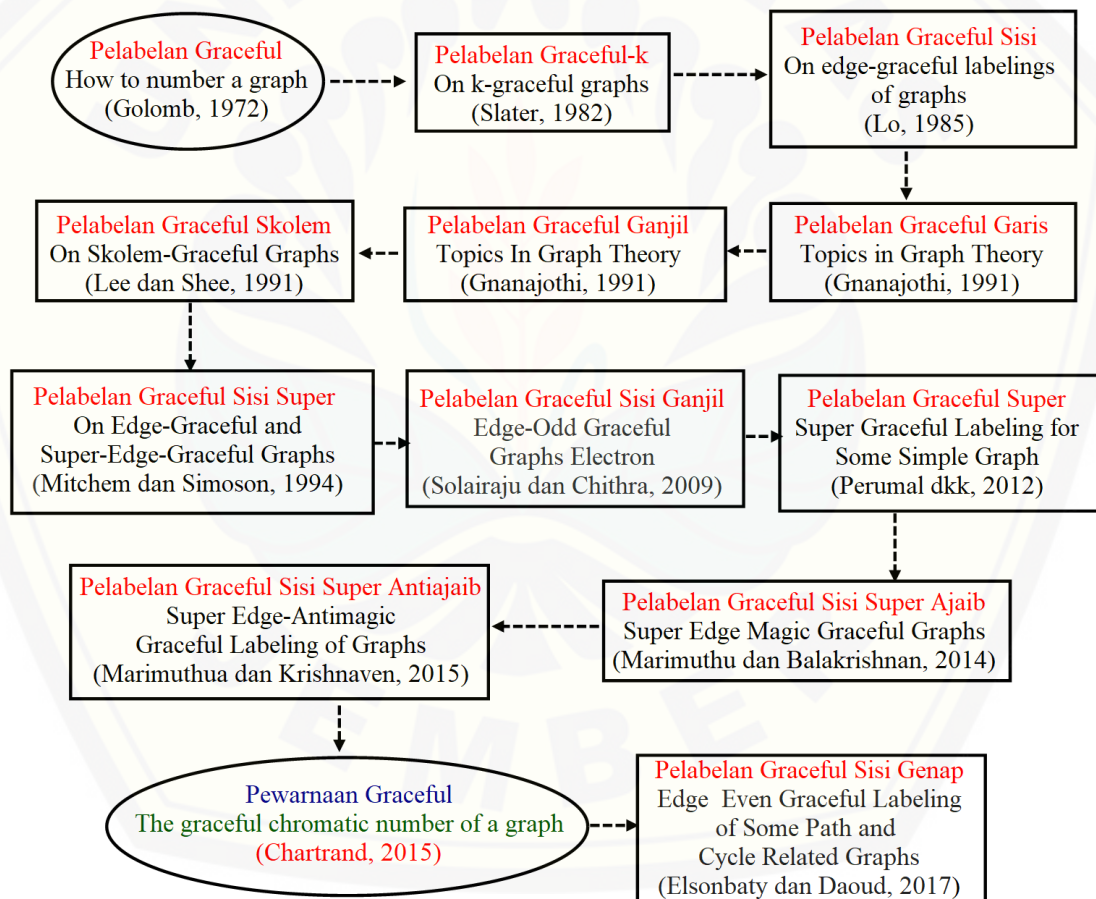 Pelabelan Graceful
How to number a graph
(Golomb, 1972)
Pelabelan Graceful-k
On k-graceful graphs
(Slater, 1982)
Pelabelan Graceful Sisi
On edge-graceful labelings
of graphs
(Lo, 1985)
Pelabelan Graceful Garis
Topics in Graph Theory
(Gnanajothi, 1991)
Pelabelan Graceful Ganjil
Topics In Graph Theory
(Gnanajothi, 1991)
Pelabelan Graceful Skolem
On Skolem-Graceful Graphs
(Lee dan Shee, 1991)
Pelabelan Graceful Sisi Super
On Edge-Graceful and
Super-Edge-Graceful Graphs
(Mitchem dan Simoson, 1994)
Pelabelan Graceful Sisi Ganjil
Edge-Odd Graceful
Graphs Electron
(Solairaju dan Chithra, 2009)
Pelabelan Graceful Super
Super Graceful Labeling for
Some Simple Graph
(Perumal dkk, 2012)
Pelabelan Graceful Sisi Super Ajaib
Super Edge Magic Graceful Graphs
(Marimuthu dan Balakrishnan, 2014)
Pelabelan Graceful Sisi Super Antiajaib
Super Edge-Antimagic
Graceful Labeling of Graphs
(Marimuthua dan Krishnaven, 2015)
Pewarnaan Graceful
The graceful chromatic number of a graph
(Chartrand, 2015)
Pelabelan Graceful Sisi Genap
Edge Even Graceful Labeling
of Some Path and
Cycle Related Graphs
(Elsonbaty dan Daoud, 2017)
EMBE